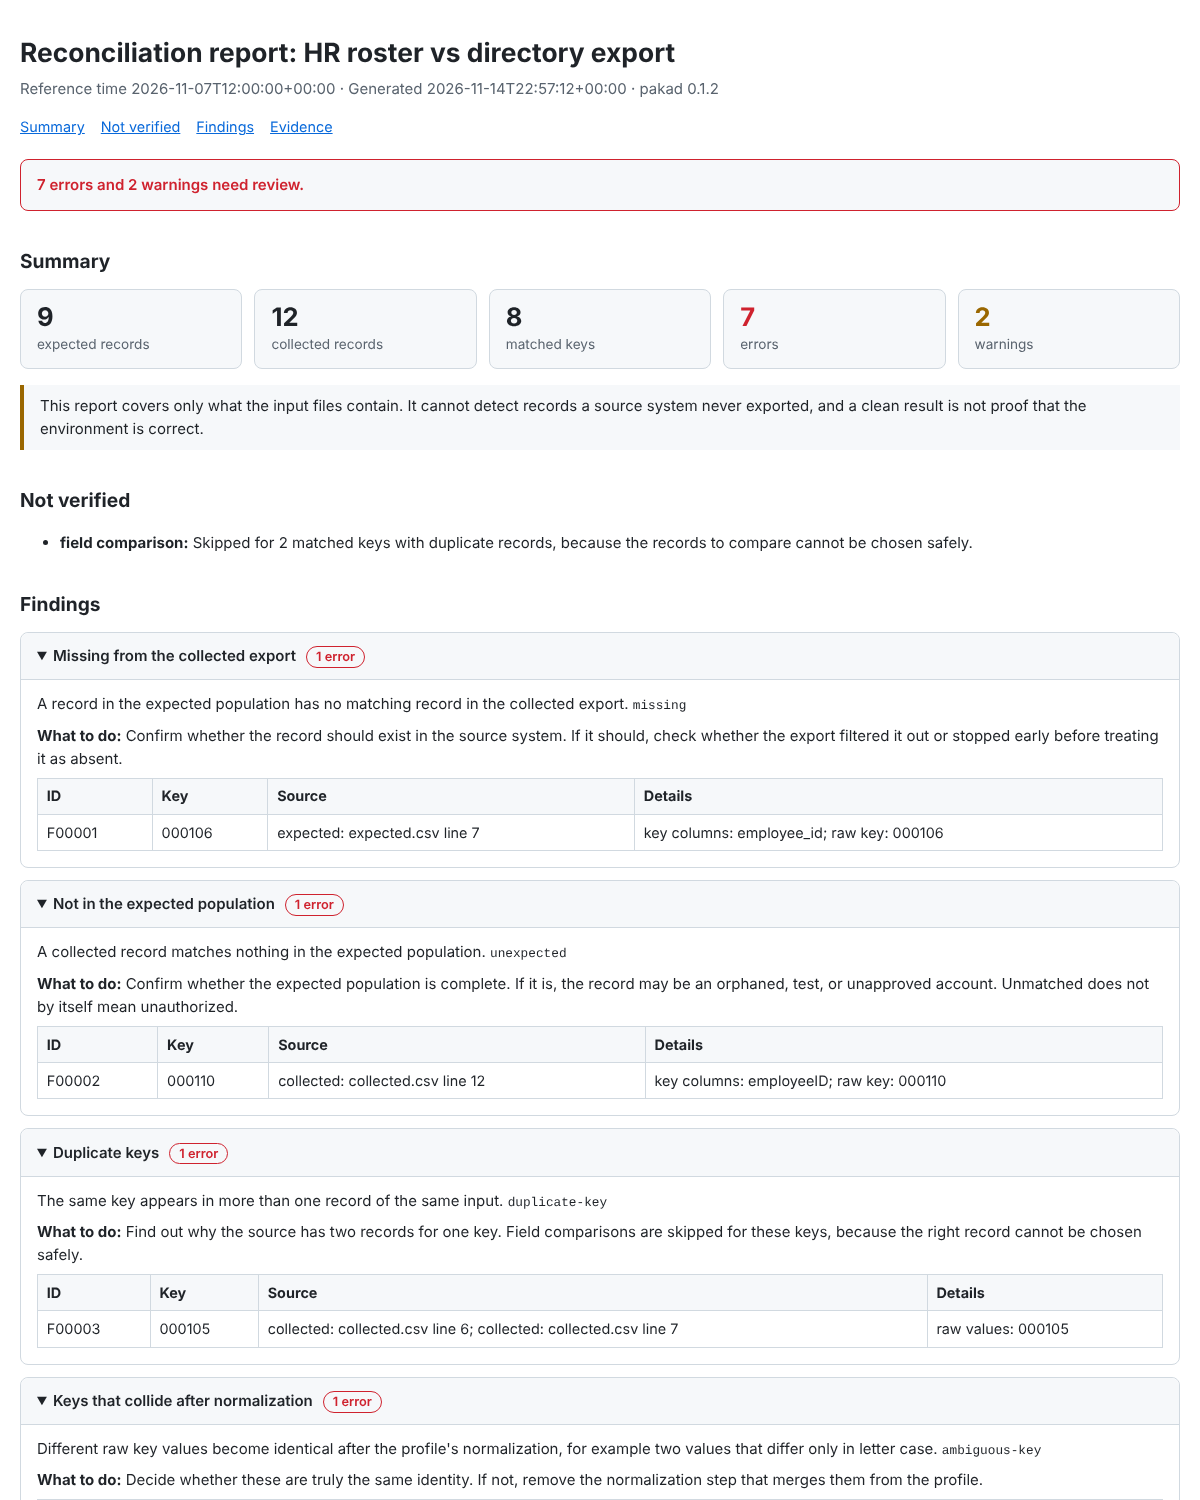 Reconciliation report: HR roster vs directory export
Reference time 2026-11-07T12:00:00+00:00 · Generated 2026-11-14T22:57:12+00:00 · pakad 0.1.2
Summary Not verified Findings Evidence
7 errors and 2 warnings need review.
Summary
9 12 8 7 2
expected records collected records matched keys errors warnings
This report covers only what the input files contain. It cannot detect records a source system never exported, and a clean result is not proof that the
environment is correct.
Not verified
• field comparison: Skipped for 2 matched keys with duplicate records, because the records to compare cannot be chosen safely.
Findings
▼ Missing from the collected export 1 error
A record in the expected population has no matching record in the collected export. missing
What to do: Confirm whether the record should exist in the source system. If it should, check whether the export filtered it out or stopped early before treating
it as absent.
ID Key Source Details
F00001 000106 expected: expected.csv line 7 key columns: employee_id; raw key: 000106
▼ Not in the expected population 1 error
A collected record matches nothing in the expected population. unexpected
What to do: Confirm whether the expected population is complete. If it is, the record may be an orphaned, test, or unapproved account. Unmatched does not
by itself mean unauthorized.
ID Key Source Details
F00002 000110 collected: collected.csv line 12 key columns: employeeID; raw key: 000110
▼ Duplicate keys 1 error
The same key appears in more than one record of the same input. duplicate-key
What to do: Find out why the source has two records for one key. Field comparisons are skipped for these keys, because the right record cannot be chosen
safely.
ID Key Source Details
F00003 000105 collected: collected.csv line 6; collected: collected.csv line 7 raw values: 000105
▼ Keys that collide after normalization 1 error
Different raw key values become identical after the profile's normalization, for example two values that differ only in letter case. ambiguous-key
What to do: Decide whether these are truly the same identity. If not, remove the normalization step that merges them from the profile.